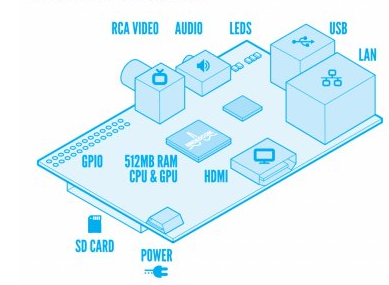 RCA VIDEO
AUDIO
LEDS
USB
LAN
GPIO
512MB RAM
CPU & GPU
HDMI
SD CARD
POWER